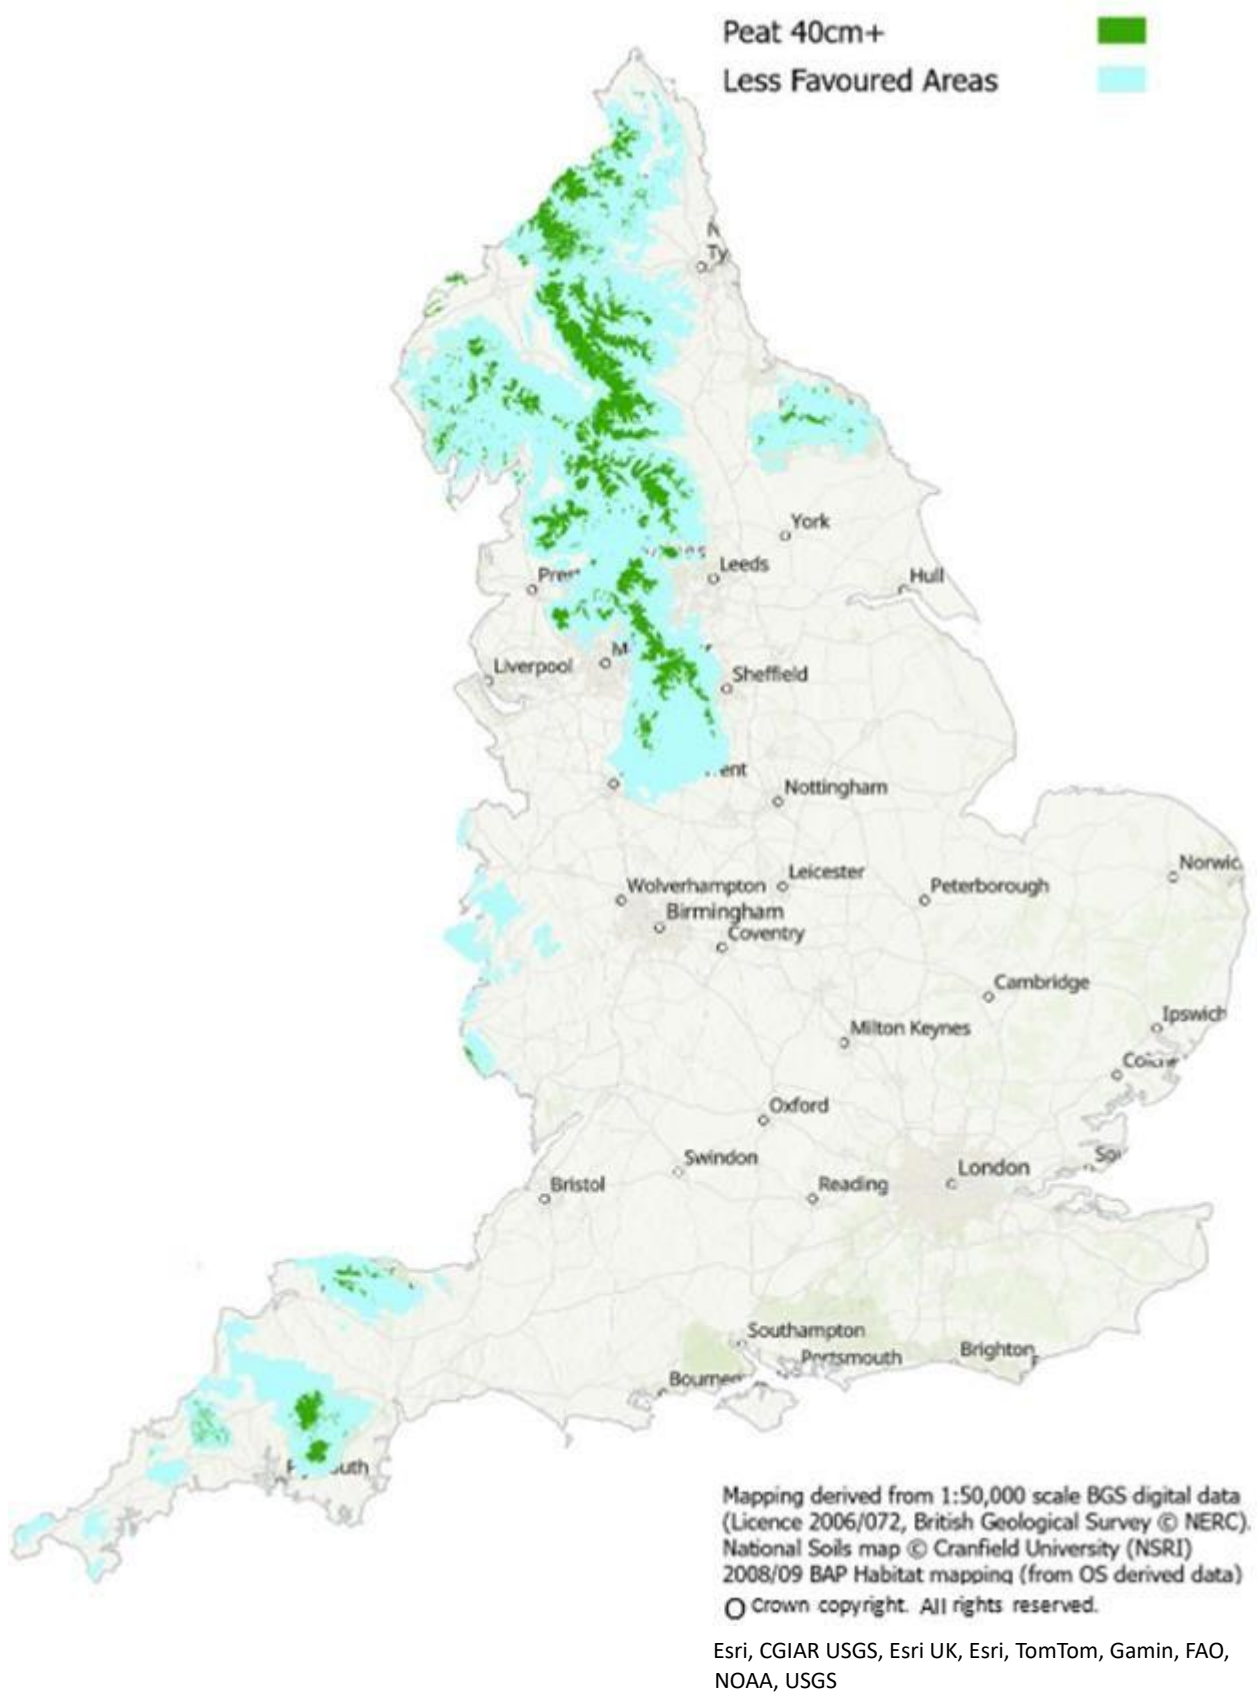 Peat 40cm+
Less Favoured Areas
York
Leeds
Hull
Liverpool
Sheffield
Nottingham
Leicester
Wolverhampton
Peterborough
Birmingham
Coventry
Cambridge
Milton Keynes
Ipswich
Oxford
Swindon
London
Bristol
Reading
Southampton
Portsmouth
Brighton
Mapping derived from 1:50,000 scale BGS digital data
(Licence 2006/072, British Geological Survey © NERC).
National Soils map © Cranfield University (NSRI)
2008/09 BAP Habitat mapping (from OS derived data)
O Crown copyright. All rights reserved.
Esri, CGIAR USGS, Esri UK, Esri, TomTom, Gamin, FAO,
NOAA, USGS